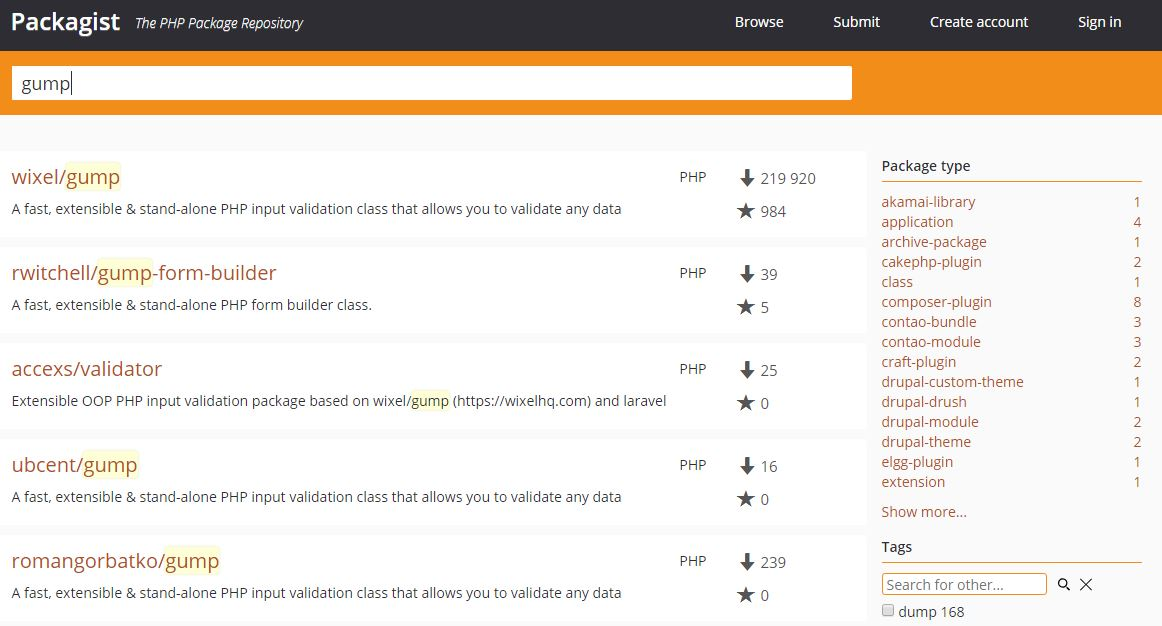 Packagist The PHP Package Repository Browse Submit Create account Sign in
gump
wixel/gump PHP 219 920
A fast, extensible & stand-alone PHP input validation class that allows you to validate any data 984
rwitchell/gump-form-builder PHP 39
A fast, extensible & stand-alone PHP form builder class. 5
accexs/validator PHP 25
Extensible OOP PHP input validation package based on wixel/gump (https://wixelhq.com) and laravel 0
ubcent/gump PHP 16
A fast, extensible & stand-alone PHP input validation class that allows you to validate any data 0
romangorbatko/gump PHP 239
A fast, extensible & stand-alone PHP input validation class that allows you to validate any data 0
Package type
akamai-library 1
application 4
archive-package 1
cakephp-plugin 2
class 1
composer-plugin 8
contao-bundle 3
contao-module 3
craft-plugin 2
drupal-custom-theme 1
drupal-drush 1
drupal-module 2
drupal-theme 2
elgg-plugin 1
extension 1
Show more...
Tags
Search for other...
dump 168